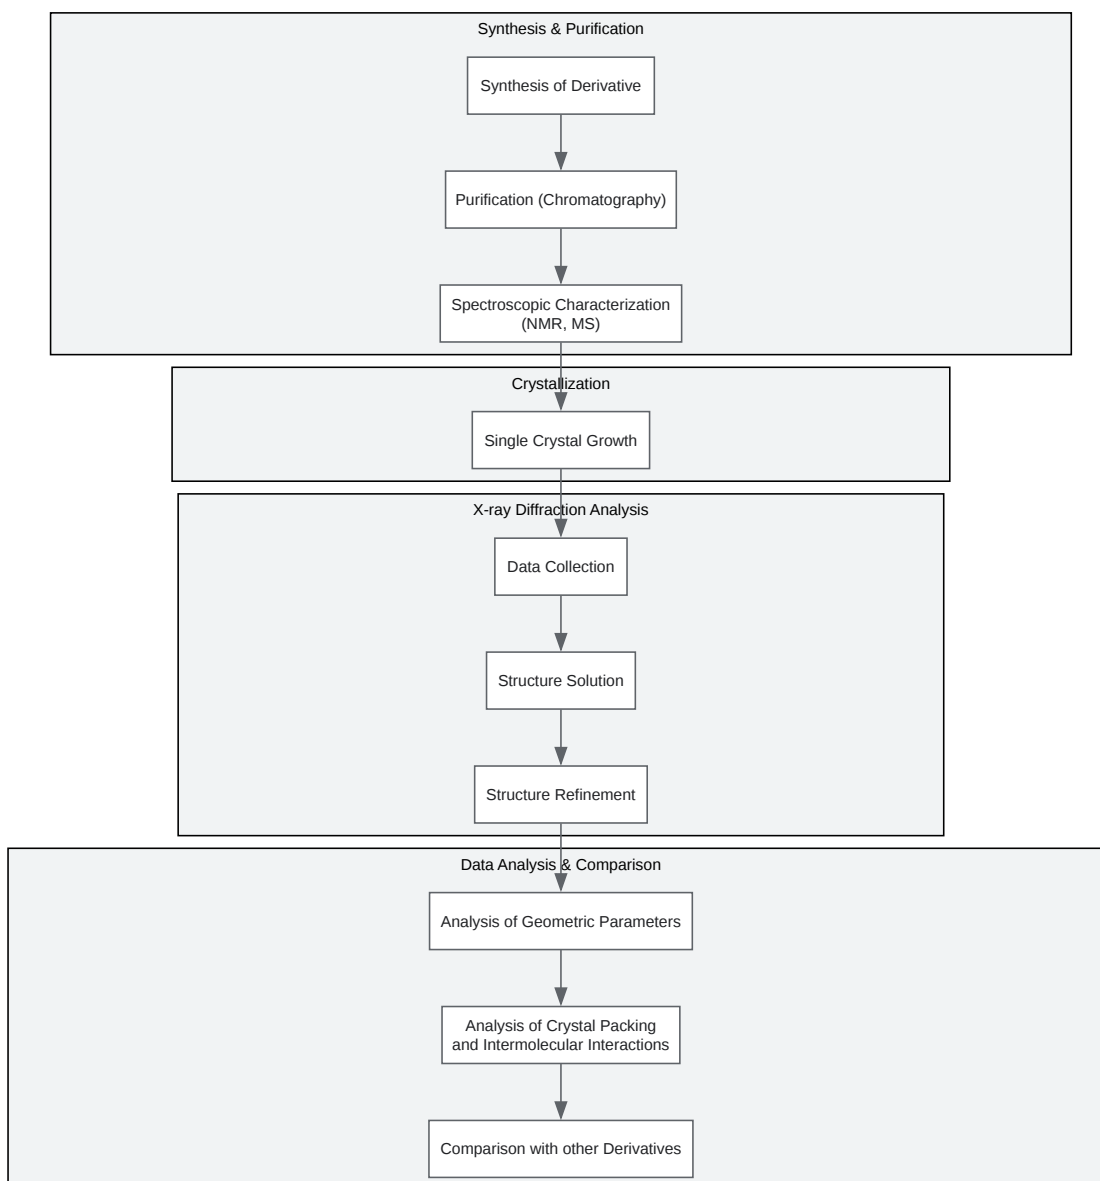 Synthesis & Purification
Synthesis of Derivative
Purification (Chromatography)
Spectroscopic Characterization
(NMR, MS)
Crystallization
Single Crystal Growth
X-ray Diffraction Analysis
Data Collection
Structure Solution
Structure Refinement
Data Analysis & Comparison
Analysis of Geometric Parameters
Analysis of Crystal Packing
and Intermolecular Interactions
Comparison with other Derivatives